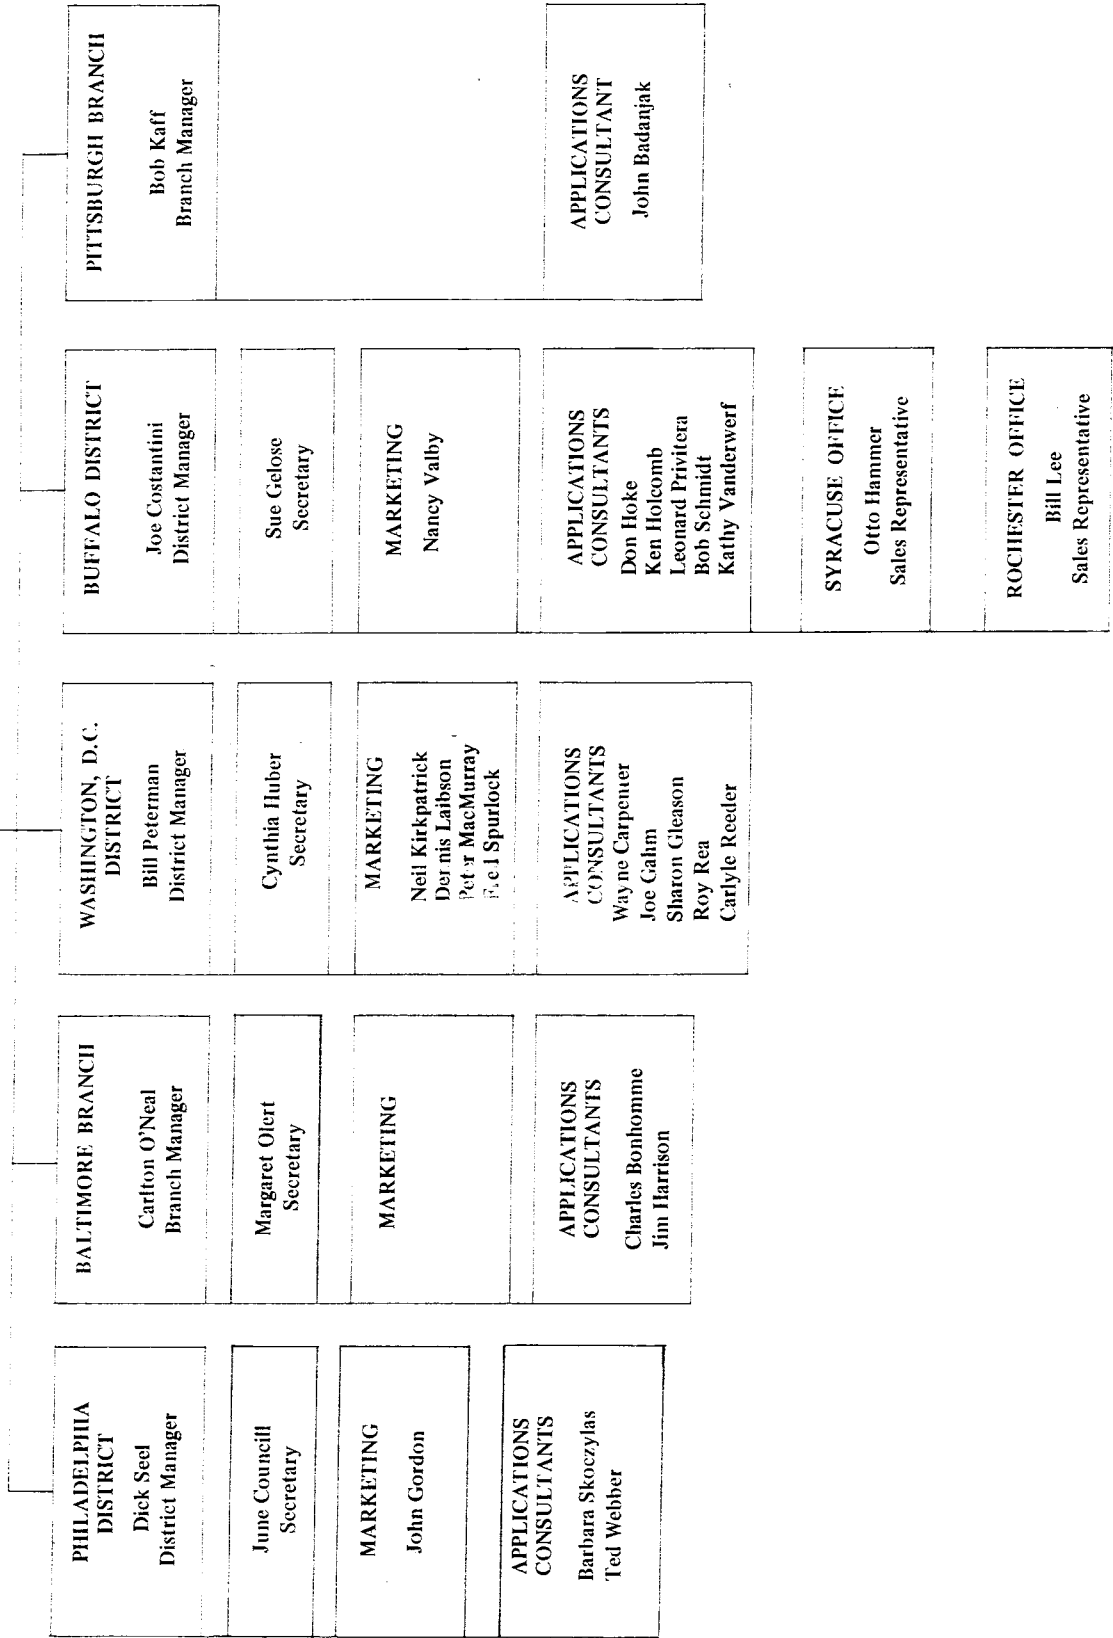 PHILADELPHIA
DISTRICT
Dick Seel
District Manager
June Councill
Secretary
MARKETING
John Gordon
APPLICATIONS
CONSULTANTS
Barbara Skoczylas
Ted Webber
BALTIMORE BRANCH
Carlton O'Neal
Branch Manager
Margaret Olert
Secretary
MARKETING
APPLICATIONS
CONSULTANTS
Charles Bonhomme
Jim Harrison
WASHINGTON, D.C.
DISTRICT
Bill Peterman
District Manager
Cynthia Huber
Secretary
MARKETING
Neil Kirkpatrick
Dennis Laibson
Peter MacMurray
Spurlock
APPLICATIONS
CONSULTANTS
Wayne Carpenter
Joe Gahm
Sharon Gleason
Roy Rea
Carlyle Reeder
BUFFALO DISTRICT
Joe Costantini
District Manager
Sue Gelose
Secretary
MARKETING
Nancy Valby
APPLICATIONS
CONSULTANTS
Don Hoke
Ken Holcomb
Leonard Privitera
Bob Schmidt
Kathy Vanderwerf
SYRACUSE OFFICE
Otto Hammer
Sales Representative
ROCHESTER OFFICE
Bill Lee
Sales Representative
PITTSBURGH BRANCH
Bob Kaff
Branch Manager
APPLICATIONS
CONSULTANT
John Badanjak